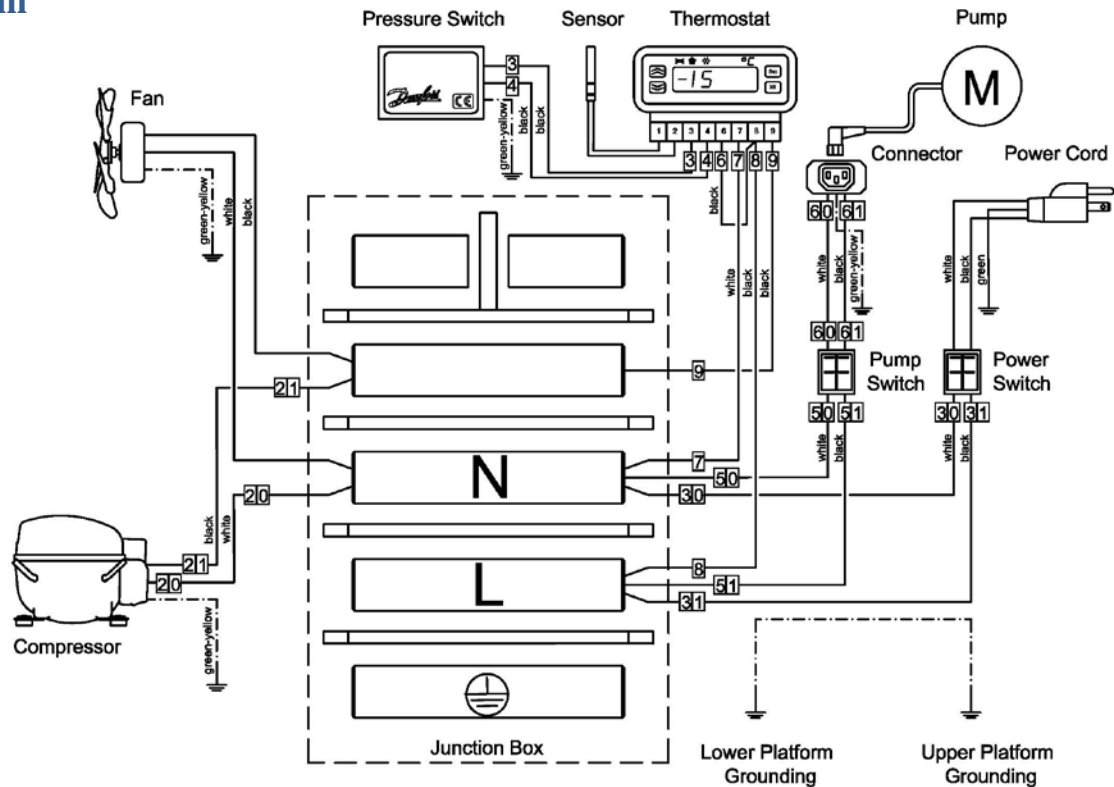 Pressure Switch
Sensor
Thermostat
Pump
Fan
Danfoss
CE
3
4
°C
-15
Set
M
Connector
Power Cord
1 2 3 4 6 7 8 9
3 4 6 7 8 9
green-yellow
white
black
green-yellow
black
black
black
white
black
black
60 61
white
black
green-yellow
white
black
green
60 61
Pump
Switch
Power
Switch
50 51
30 31
white
black
white
black
21
9
N
7
50
20
30
L
8
51
31
black
white
21
20
Compressor
green-yellow
Junction Box
Lower Platform
Grounding
Upper Platform
Grounding